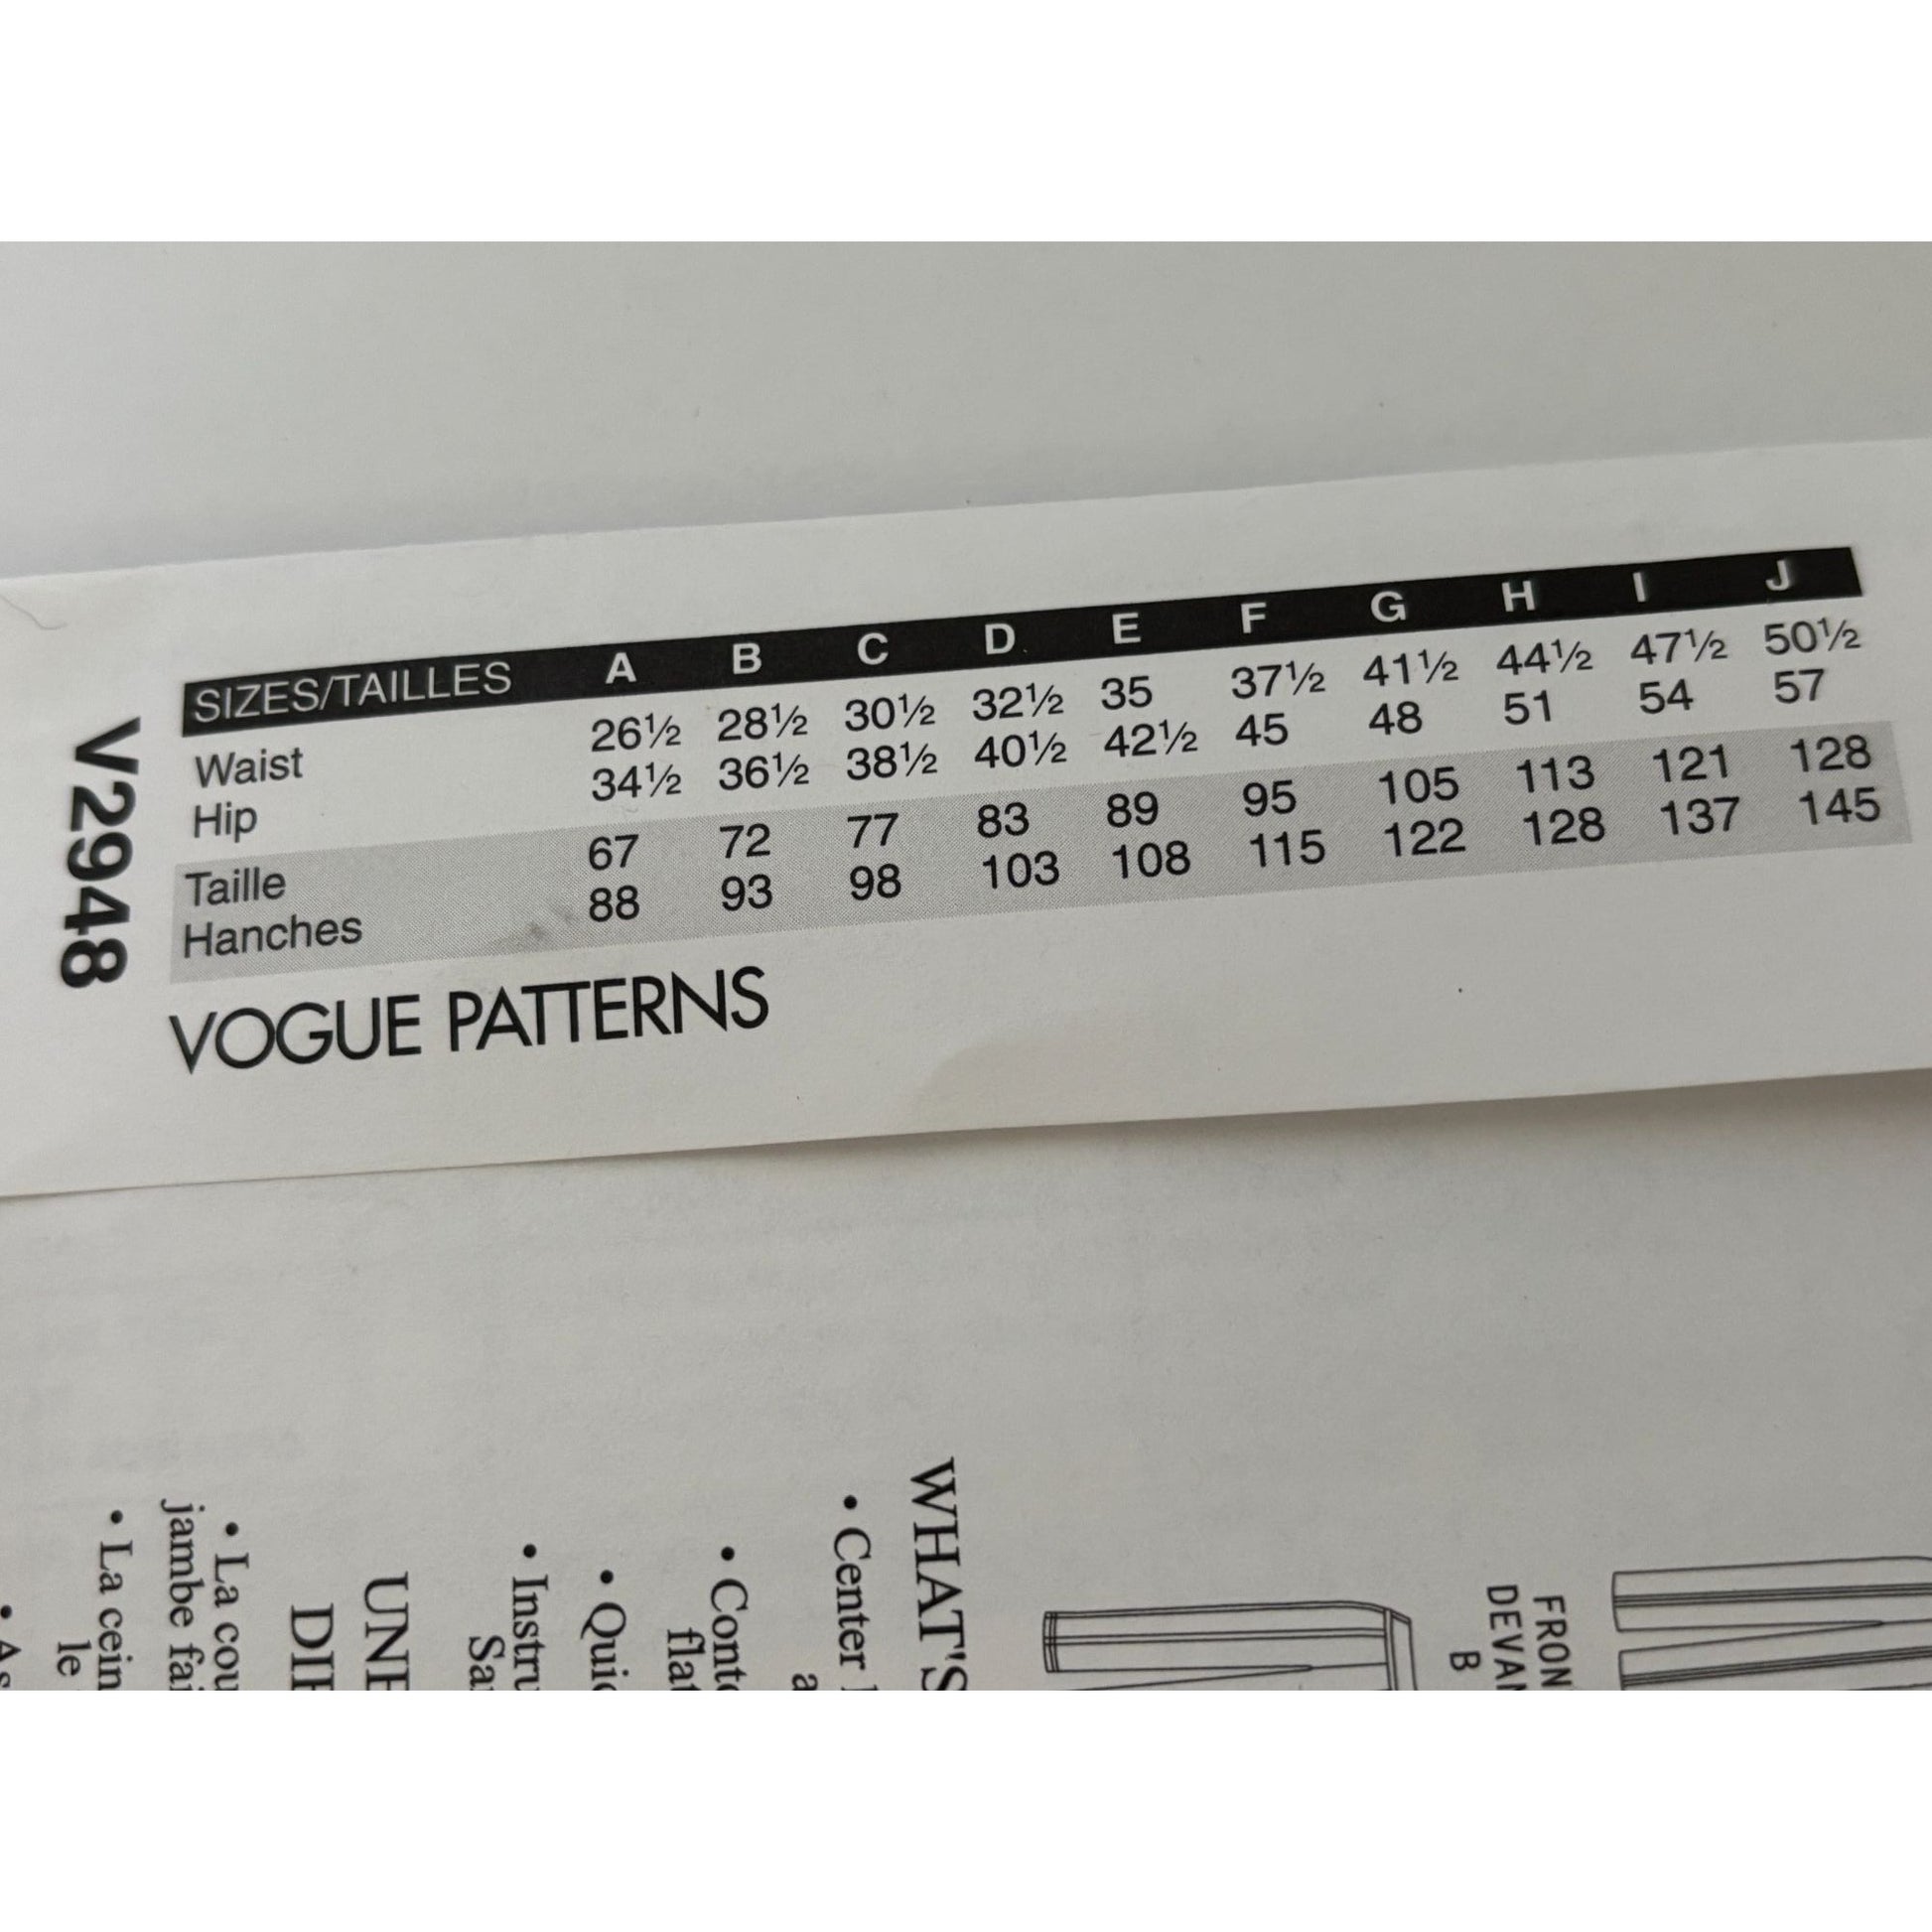 SIZES/TAILLES A B C D E F G H I J
Waist 26½ 28½ 30½ 32½ 35 37½ 41½ 44½ 47½ 50½
Hip 34½ 36½ 38½ 40½ 42½ 45 48 51 54 57
Taille 67 72 77 83 89 95 105 113 121 128
Hanches 88 93 98 103 108 115 122 128 137 145
V2948
VOGUE PATTERNS
FRON
DEVAN
B
WHAT'S
• Center
a
• Cont
flat
• Qui
• Instru
Sa
UNE
DIF
• La cou
jambe fai
• La cein
le
• As